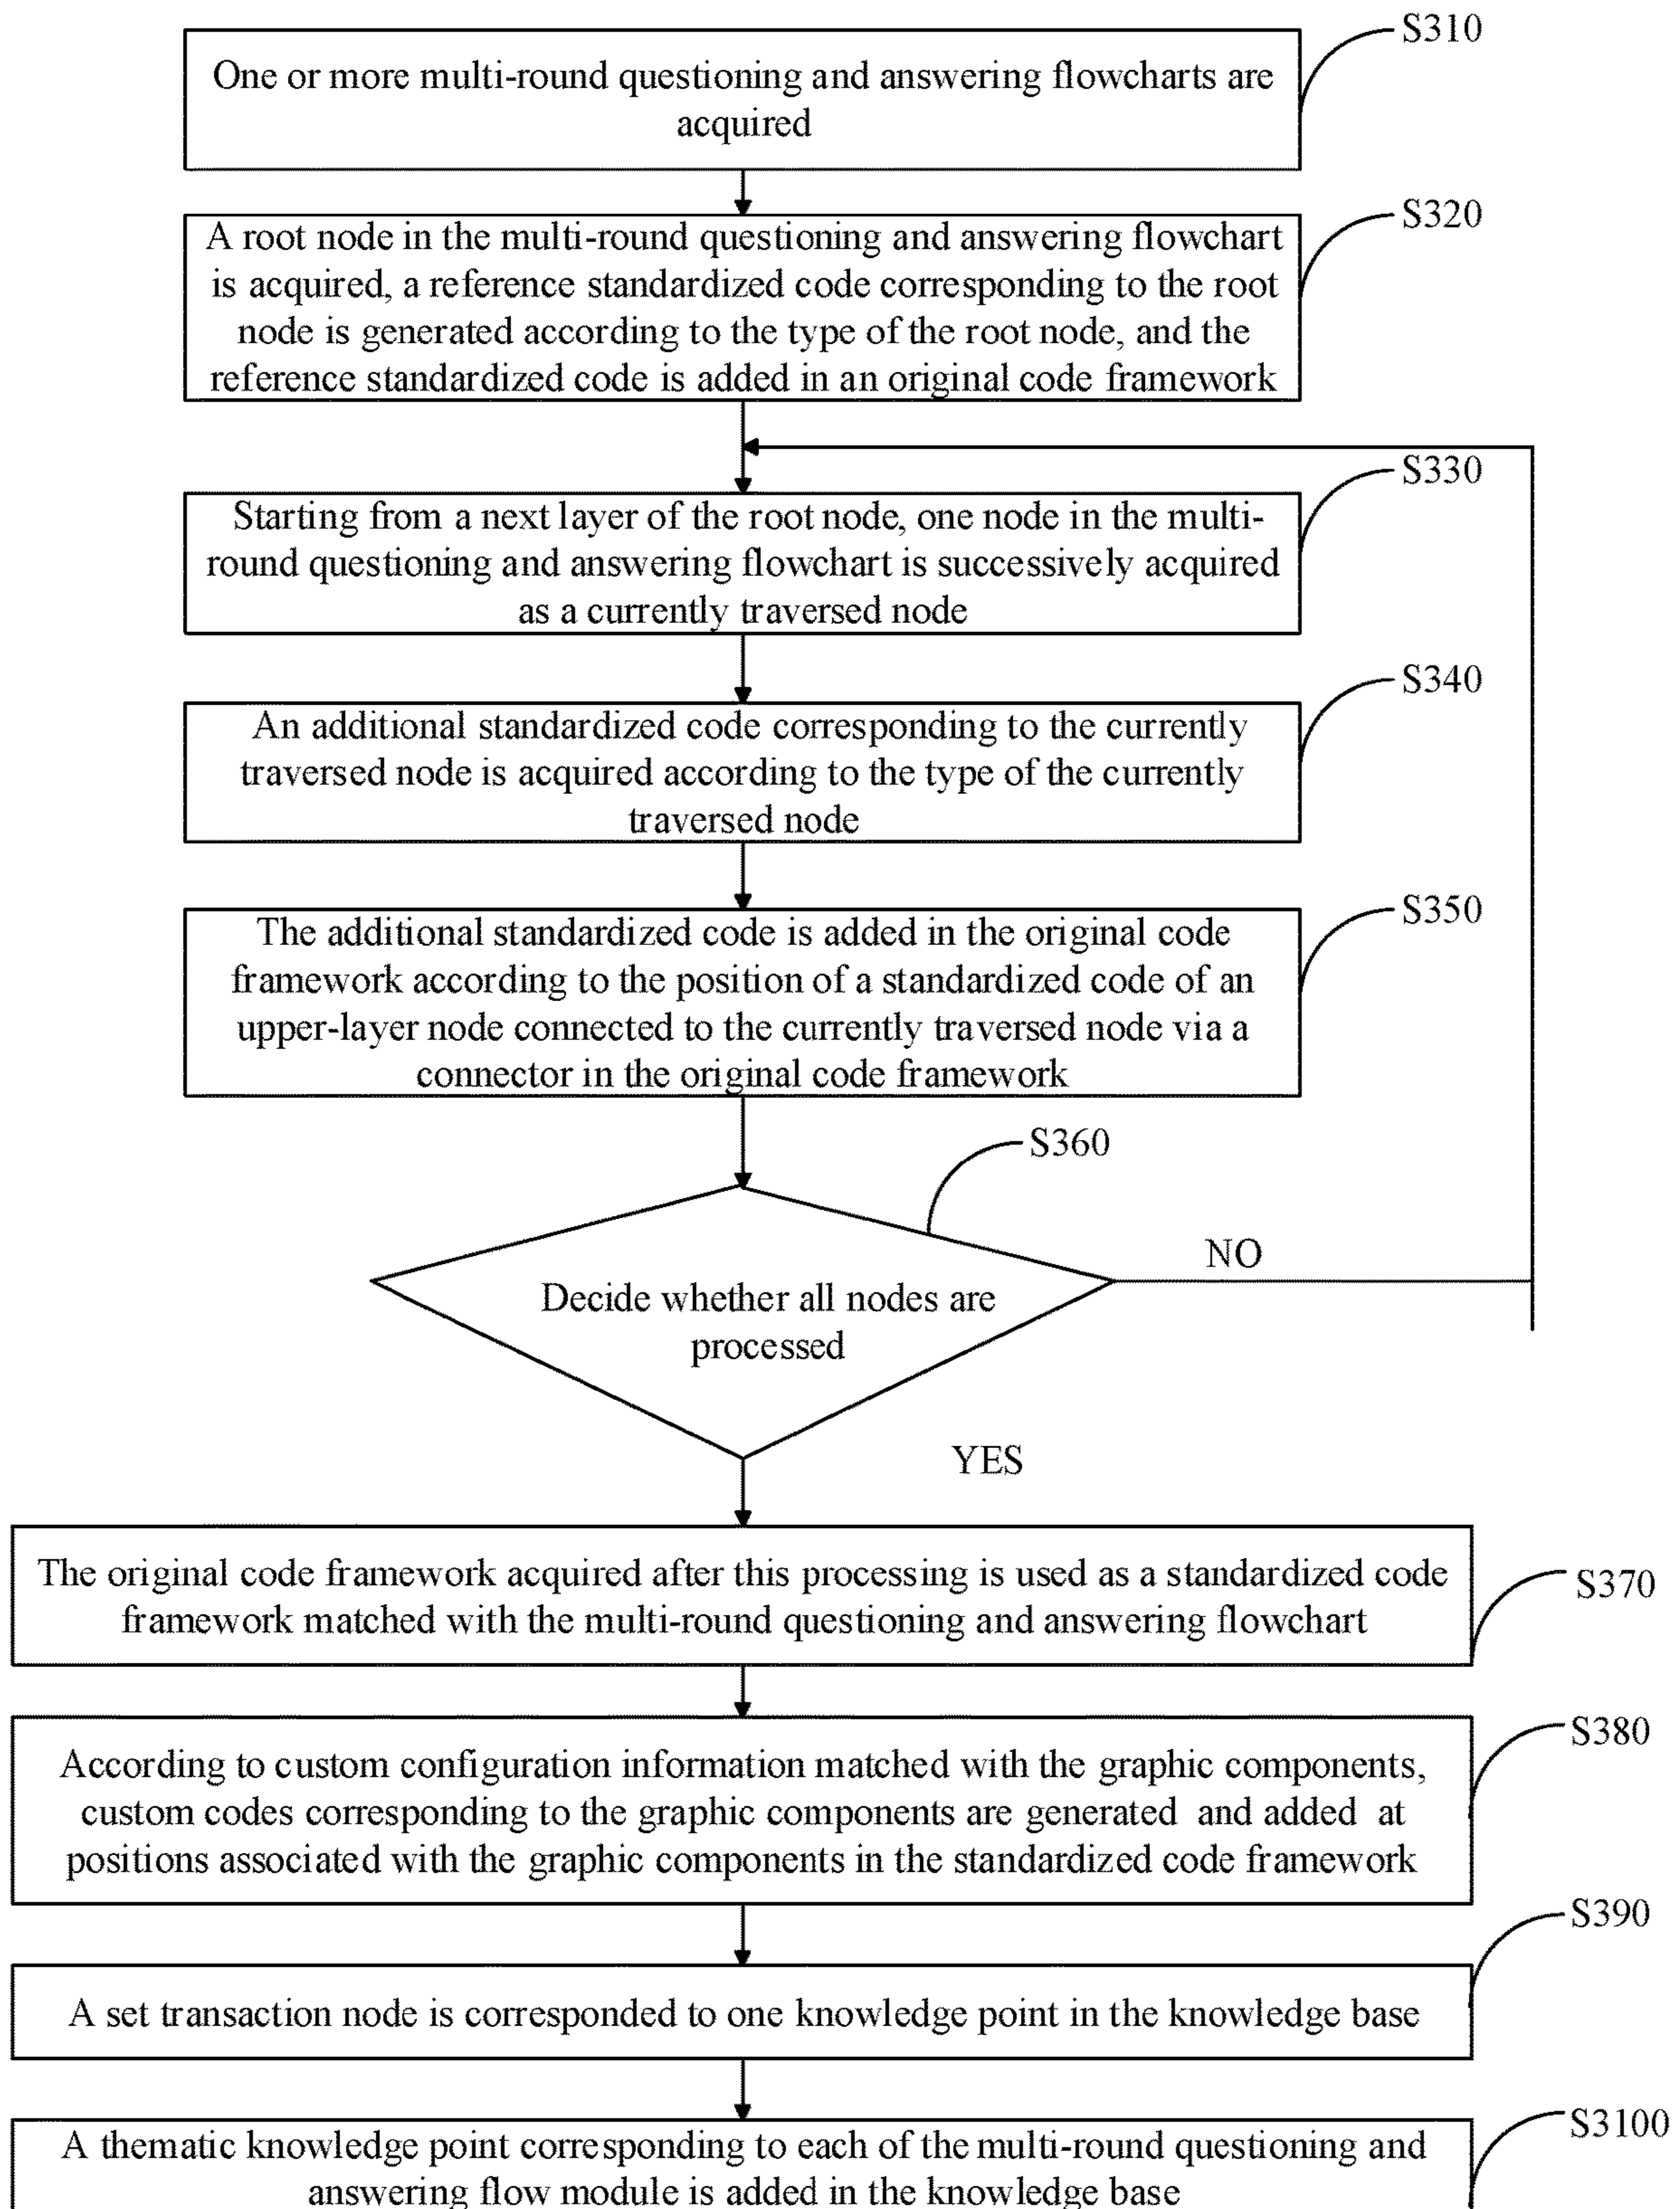 S310
One or more multi-round questioning and answering flowcharts are
acquired
S320
A root node in the multi-round questioning and answering flowchart
is acquired, a reference standardized code corresponding to the root
node is generated according to the type of the root node, and the
reference standardized code is added in an original code framework
S330
Starting from a next layer of the root node, one node in the multi-
round questioning and answering flowchart is successively acquired
as a currently traversed node
S340
An additional standardized code corresponding to the currently
traversed node is acquired according to the type of the currently
traversed node
S350
The additional standardized code is added in the original code
framework according to the position of a standardized code of an
upper-layer node connected to the currently traversed node via a
connector in the original code framework
S360
NO
Decide whether all nodes are
processed
YES
The original code framework acquired after this processing is used as a standardized code
framework matched with the multi-round questioning and answering flowchart
S370
S380
According to custom configuration information matched with the graphic components,
custom codes corresponding to the graphic components are generated and added at
positions associated with the graphic components in the standardized code framework
S390
A set transaction node is corresponded to one knowledge point in the knowledge base
S3100
A thematic knowledge point corresponding to each of the multi-round questioning and
answering flow module is added in the knowledge base